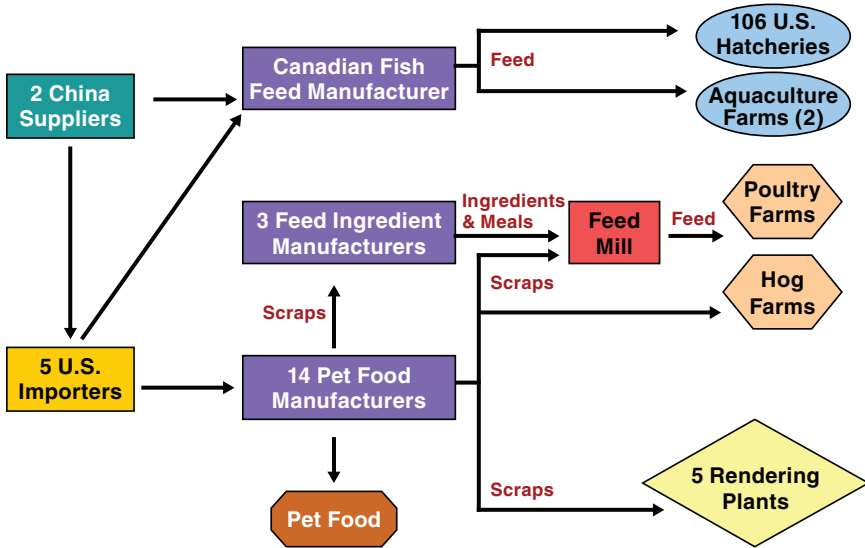 106 U.S.
Hatcheries
Canadian Fish
Feed Manufacturer
Feed
2 China
Suppliers
Aquaculture
Farms (2)
Poultry
Farms
Ingredients
& Meals
3 Feed Ingredient
Manufacturers
Feed
Mill
Feed
Scraps
Hog
Farms
Scraps
5 U.S.
Importers
14 Pet Food
Manufacturers
5 Rendering
Plants
Scraps
Pet Food